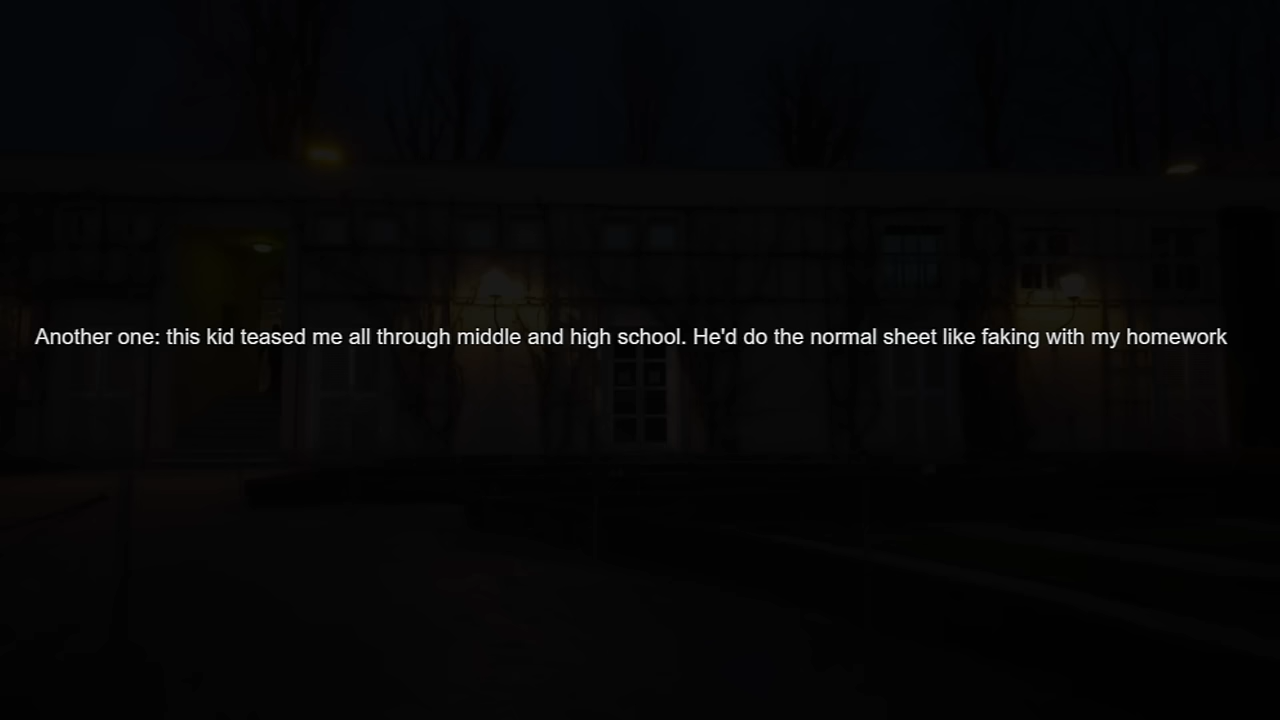 Another one: this kid teased me all through middle and high school. He'd do the normal sheet like faking with my homework